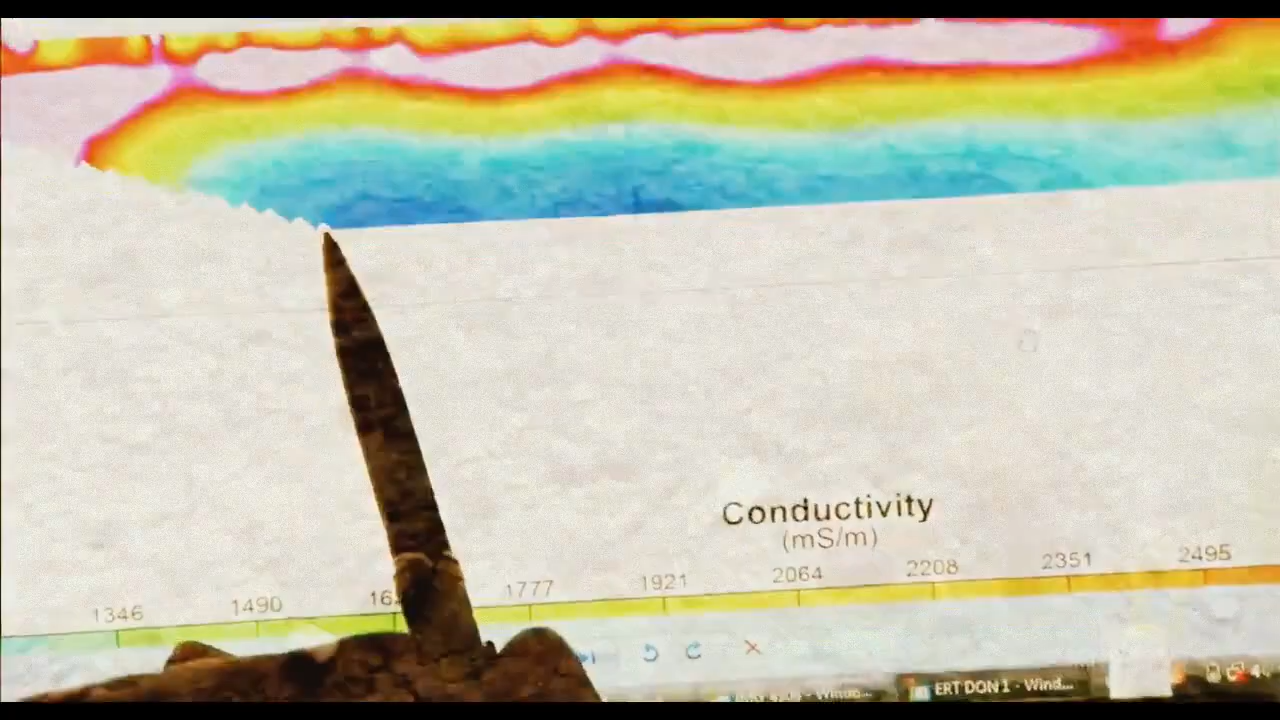 Conductivity
(mS/m)
1346 1490 1777 1921 2064 2208 2351 2495
ERT DON 1 - Wind...